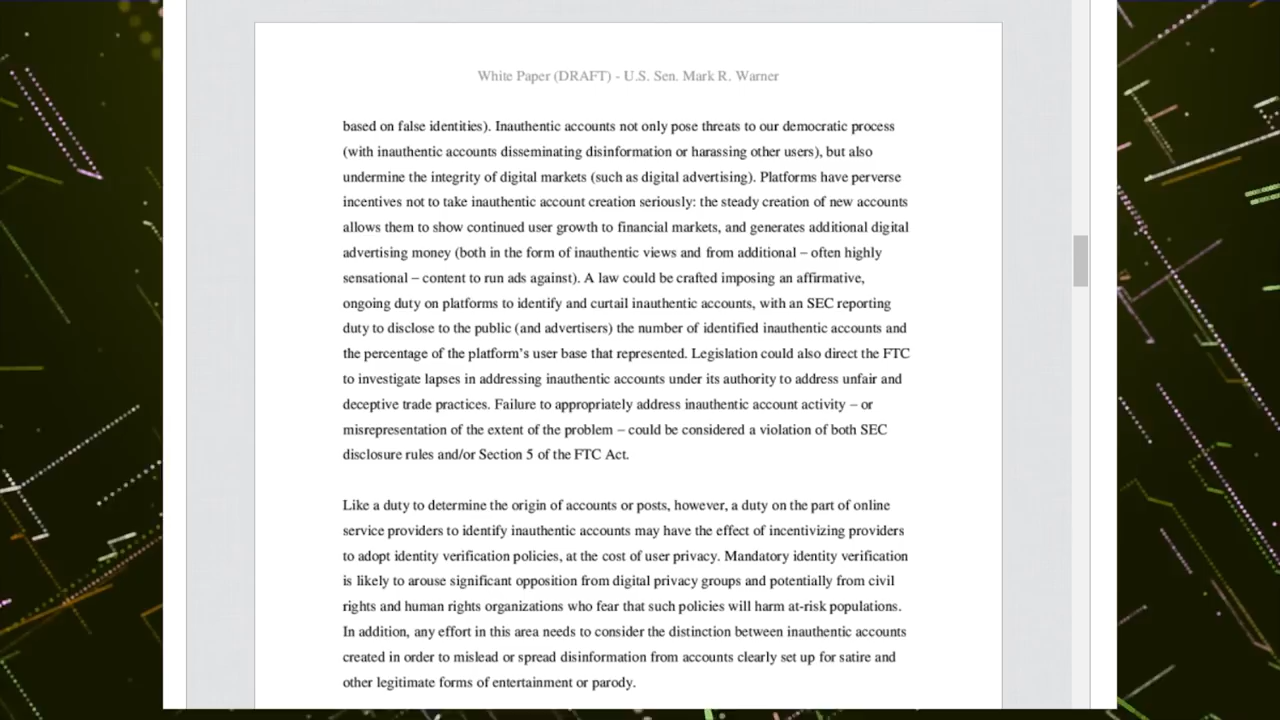 White Paper (DRAFT) - U.S. Sen. Mark R. Warner
based on false identities). Inauthentic accounts not only pose threats to our democratic process
(with inauthentic accounts disseminating disinformation or harassing other users), but also
undermine the integrity of digital markets (such as digital advertising). Platforms have perverse
incentives not to take inauthentic account creation seriously: the steady creation of new accounts
allows them to show continued user growth to financial markets, and generates additional digital
advertising money (both in the form of inauthentic views and from additional – often highly
sensational – content to run ads against). A law could be crafted imposing an affirmative,
ongoing duty on platforms to identify and curtail inauthentic accounts, with an SEC reporting
duty to disclose to the public (and advertisers) the number of identified inauthentic accounts and
the percentage of the platform’s user base that represented. Legislation could also direct the FTC
to investigate lapses in addressing inauthentic accounts under its authority to address unfair and
deceptive trade practices. Failure to appropriately address inauthentic account activity – or
misrepresentation of the extent of the problem – could be considered a violation of both SEC
disclosure rules and/or Section 5 of the FTC Act.
Like a duty to determine the origin of accounts or posts, however, a duty on the part of online
service providers to identify inauthentic accounts may have the effect of incentivizing providers
to adopt identity verification policies, at the cost of user privacy. Mandatory identity verification
is likely to arouse significant opposition from digital privacy groups and potentially from civil
rights and human rights organizations who fear that such policies will harm at-risk populations.
In addition, any effort in this area needs to consider the distinction between inauthentic accounts
created in order to mislead or spread disinformation from accounts clearly set up for satire and
other legitimate forms of entertainment or parody.